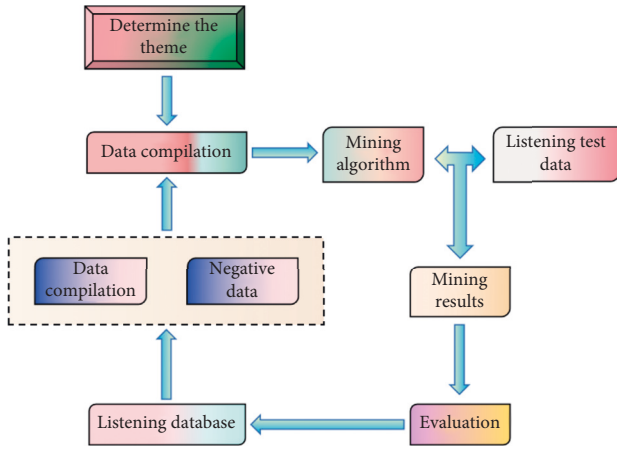 Determine the
theme
Data compilation
Mining
algorithm
Listening test
data
Data
compilation
Negative
data
Mining
results
Listening database
Evaluation